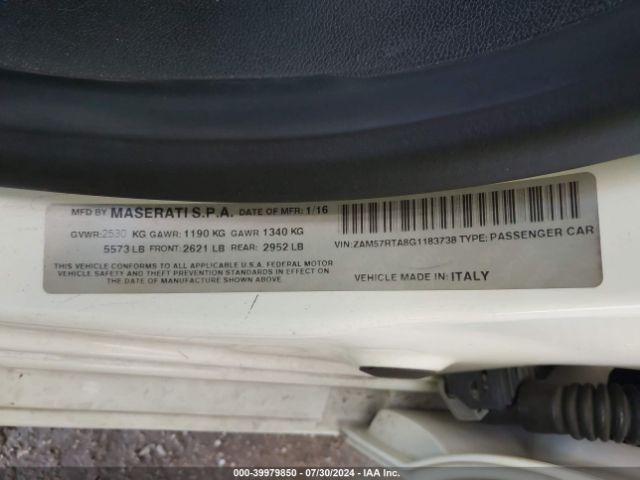 MFD BY MASERATI S.P.A. DATE OF MFR: 1/16
GVWR:2530 KG GAWR: 1190 KG GAWR 1340 KG
5573 LB FRONT: 2621 LB REAR: 2952 LB
THIS VEHICLE CONFORMS TO ALL APPLICABLE U.S.A. FEDERAL MOTOR
VEHICLE SAFETY AND THEFT PREVENTION STANDARDS IN EFFECT ON
THE DATE OF MANUFACTURE SHOWN ABOVE.
VIN: ZAM57RTA8G1183738 TYPE: PASSENGER CAR
VEHICLE MADE IN: ITALY
000-39979850 - 07/30/2024 - IAA Inc.